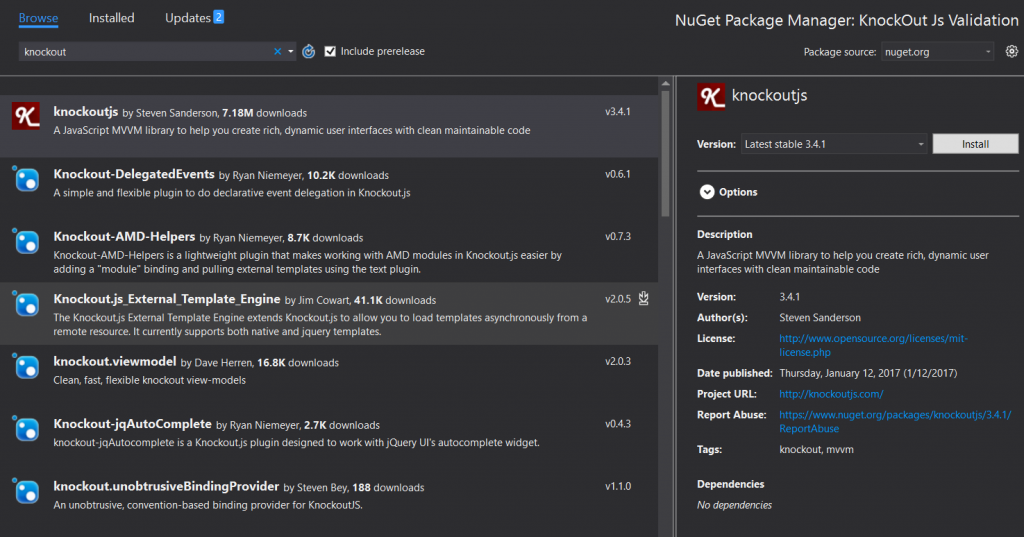 Browse Installed Updates 2
NuGet Package Manager: KnockOut Js Validation
knockout
Include prerelease
Package source: nuget.org
knockoutjs by Steven Sanderson, 7.18M downloads v3.4.1
A JavaScript MVVM library to help you create rich, dynamic user interfaces with clean maintainable code
Knockout-DelegatedEvents by Ryan Niemeyer, 10.2K downloads v0.6.1
A simple and flexible plugin to do declarative event delegation in Knockout.js
Knockout-AMD-Helpers by Ryan Niemeyer, 8.7K downloads v0.7.3
Knockout-AMD-Helpers is a lightweight plugin that makes working with AMD modules in Knockout.js easier by
adding a "module" binding and pulling external templates using the text plugin.
Knockout.js_External_Template_Engine by Jim Cowart, 41.1K downloads v2.0.5
The Knockout.js External Template Engine extends Knockout.js to allow you to load templates asynchronously from a
remote resource. It currently supports both native and jquery templates.
knockout.viewmodel by Dave Herren, 16.8K downloads v2.0.3
Clean, fast, flexible knockout view-models
Knockout-jqAutoComplete by Ryan Niemeyer, 2.7K downloads v0.4.3
knockout-jqAutocomplete is a Knockout.js plugin designed to work with jQuery UI's autocomplete widget.
knockout.unobtrusiveBindingProvider by Steven Bey, 188 downloads v1.1.0
An unobtrusive, convention-based binding provider for KnockoutJS.
knockoutjs
Version: Latest stable 3.4.1 Install
Options
Description
A JavaScript MVVM library to help you create rich, dynamic user
interfaces with clean maintainable code
Version: 3.4.1
Author(s): Steven Sanderson
License: http://www.opensource.org/licenses/mit-
license.php
Date published: Thursday, January 12, 2017 (1/12/2017)
Project URL: http://knockoutjs.com/
Report Abuse: https://www.nuget.org/packages/knockoutjs/3.4.1/
ReportAbuse
Tags: knockout, mvvm
Dependencies
No dependencies